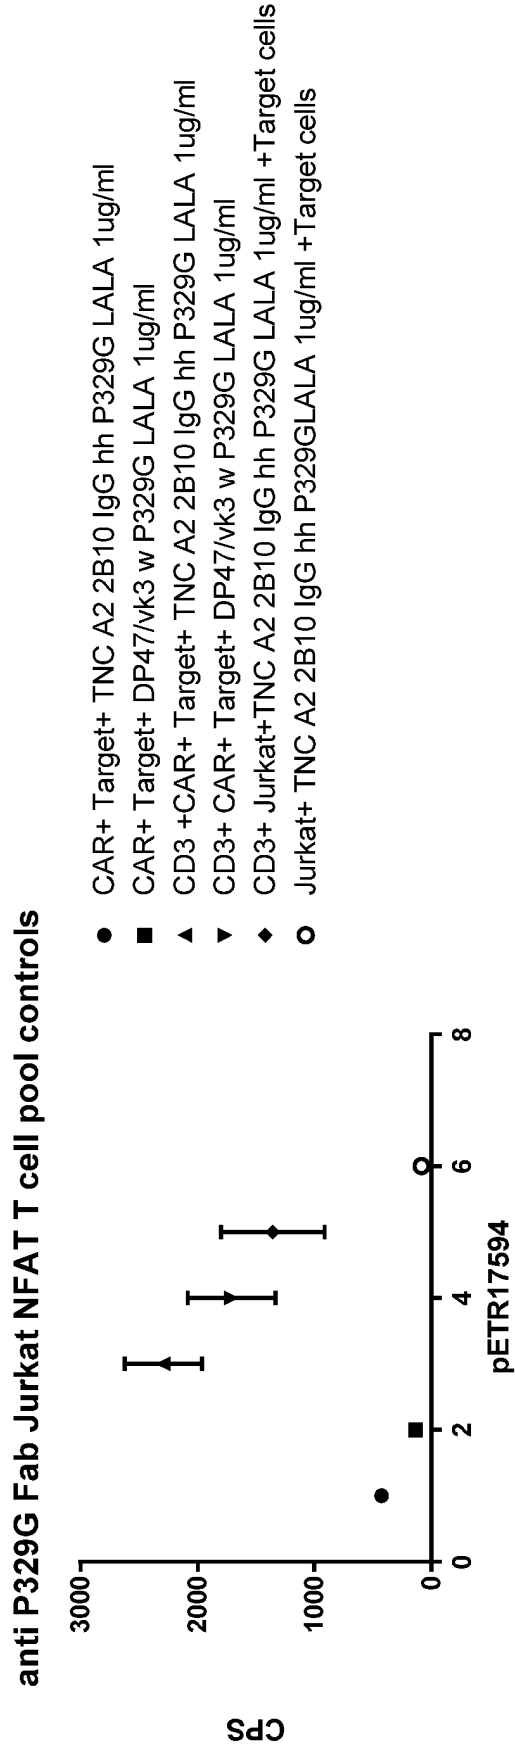 anti P329G Fab Jurkat NFAT T cell pool controls
3000
2000
1000
0
CPS
0
2
4
6
8
pETR17594
CAR+ Target+ TNC A2 2B10 IgG hh P329G LALA 1ug/ml
CAR+ Target+ DP47/vk3 w P329G LALA 1ug/ml
CD3 +CAR+ Target+ TNC A2 2B10 IgG hh P329G LALA 1ug/ml
CD3+ CAR+ Target+ DP47/vk3 w P329G LALA 1ug/ml
CD3+ Jurkat+TNC A2 2B10 IgG hh P329G LALA 1ug/ml +Target cells
Jurkat+ TNC A2 2B10 IgG hh P329GLALA 1ug/ml +Target cells